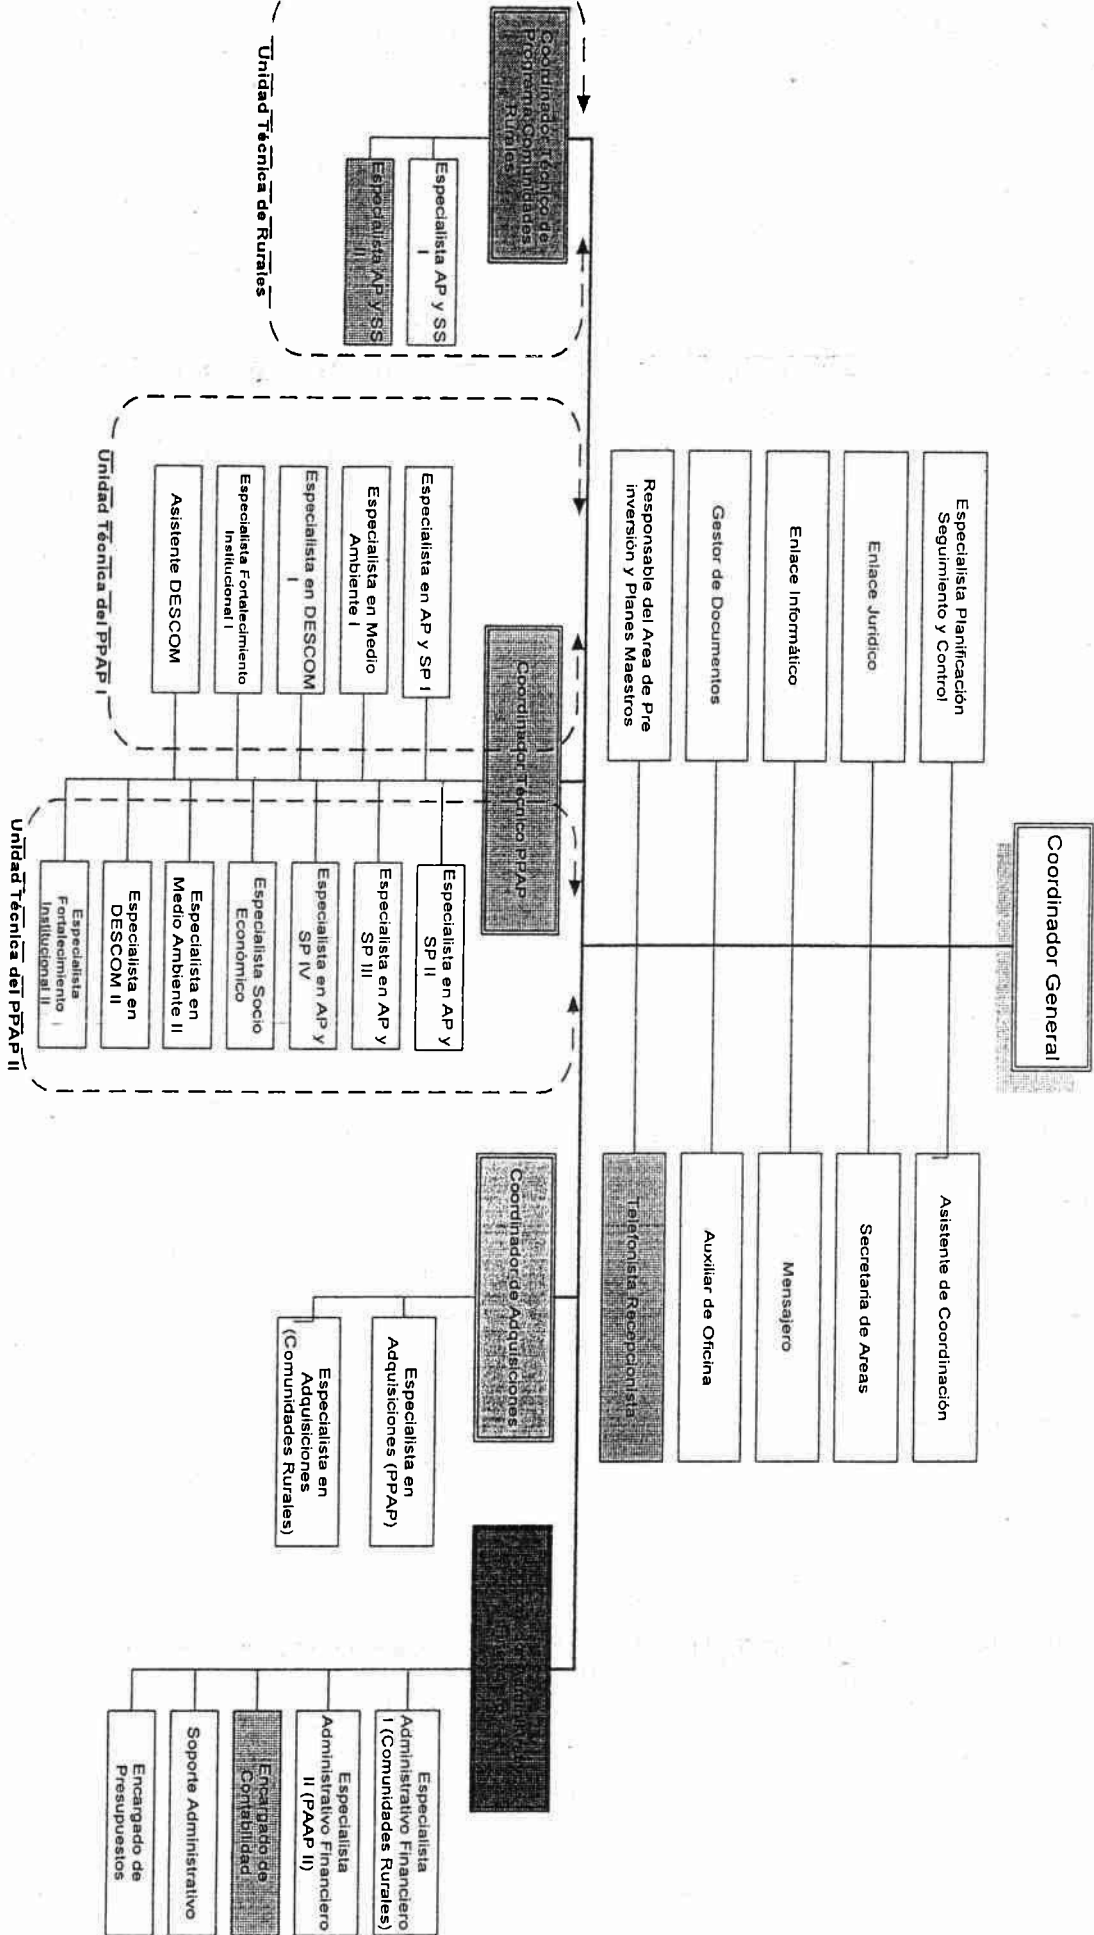 Coordinador General
Especialista Planificación
Seguimiento y Control
Asistente de Coordinación
Enlace Jurídico
Secretaria de Areas
Enlace Informático
Mensajero
Gestor de Documentos
Auxiliar de Oficina
Responsable del Area de Pre
inversión y Planes Maestros
Telefonista Recepcionista
Coordinador Técnico de
Programa Comunidades
Rurales
Especialista AP y SS
I
Especialista AP y SS
II
Unidad Técnica de Rurales
Coordinador Técnico PPAP
Especialista en AP y SP I
Especialista en Medio
Ambiente I
Especialista en DESCOM
I
Especialista Fortalecimiento
Institucional I
Asistente DESCOM
Unidad Técnica del PPAP I
Especialista en AP y
SP II
Especialista en AP y
SP III
Especialista en AP y
SP IV
Especialista Socio
Económico
Especialista en
Medio Ambiente II
Especialista en
DESCOM II
Especialista
Fortalecimiento
Institucional II
Unidad Técnica del PPAP II
Coordinador de Adquisiciones
Especialista en
Adquisiciones (PPAP)
Especialista en
Adquisiciones
(Comunidades Rurales)
Especialista
Administrativo Financiero
I (Comunidades Rurales)
Especialista
Administrativo Financiero
II (PAAP II)
Encargado de
Contabilidad
Soporte Administrativo
Encargado de
Presupuestos